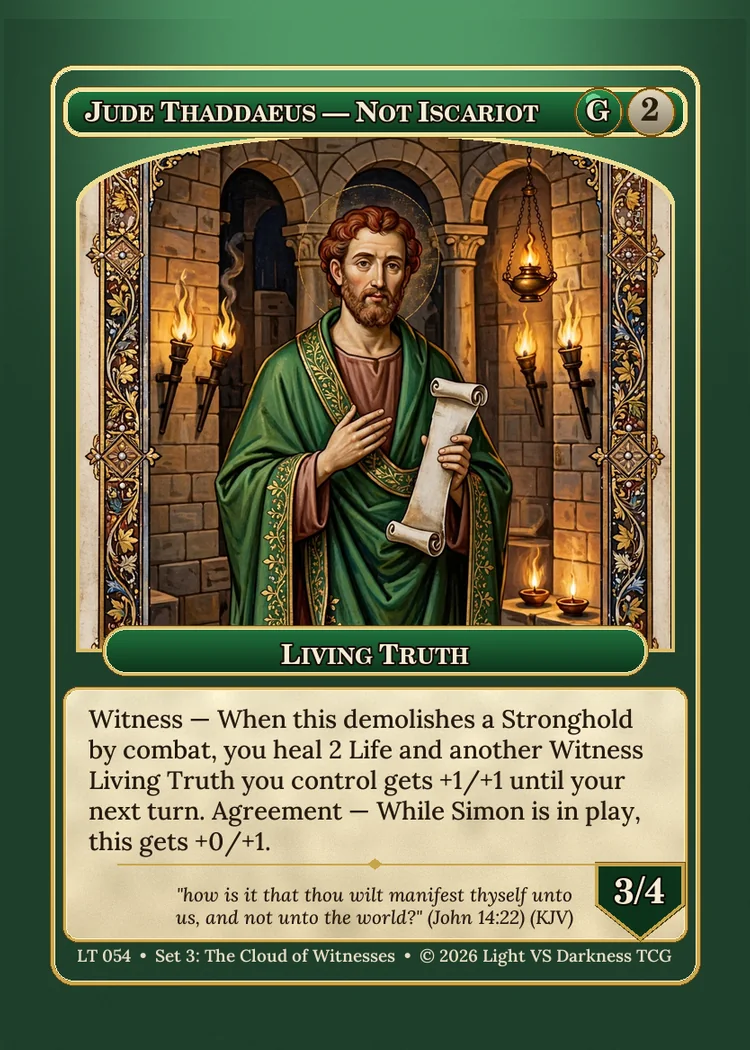 Jude Thaddaeus — Not Iscariot G 2
Living Truth
Witness — When this demolishes a Stronghold
by combat, you heal 2 Life and another Witness
Living Truth you control gets +1/+1 until your
next turn. Agreement — While Simon is in play,
this gets +0/+1.
"how is it that thou wilt manifest thyself unto
us, and not unto the world?" (John 14:22) (KJV)
3/4
LT 054 • Set 3: The Cloud of Witnesses • © 2026 Light VS Darkness TCG